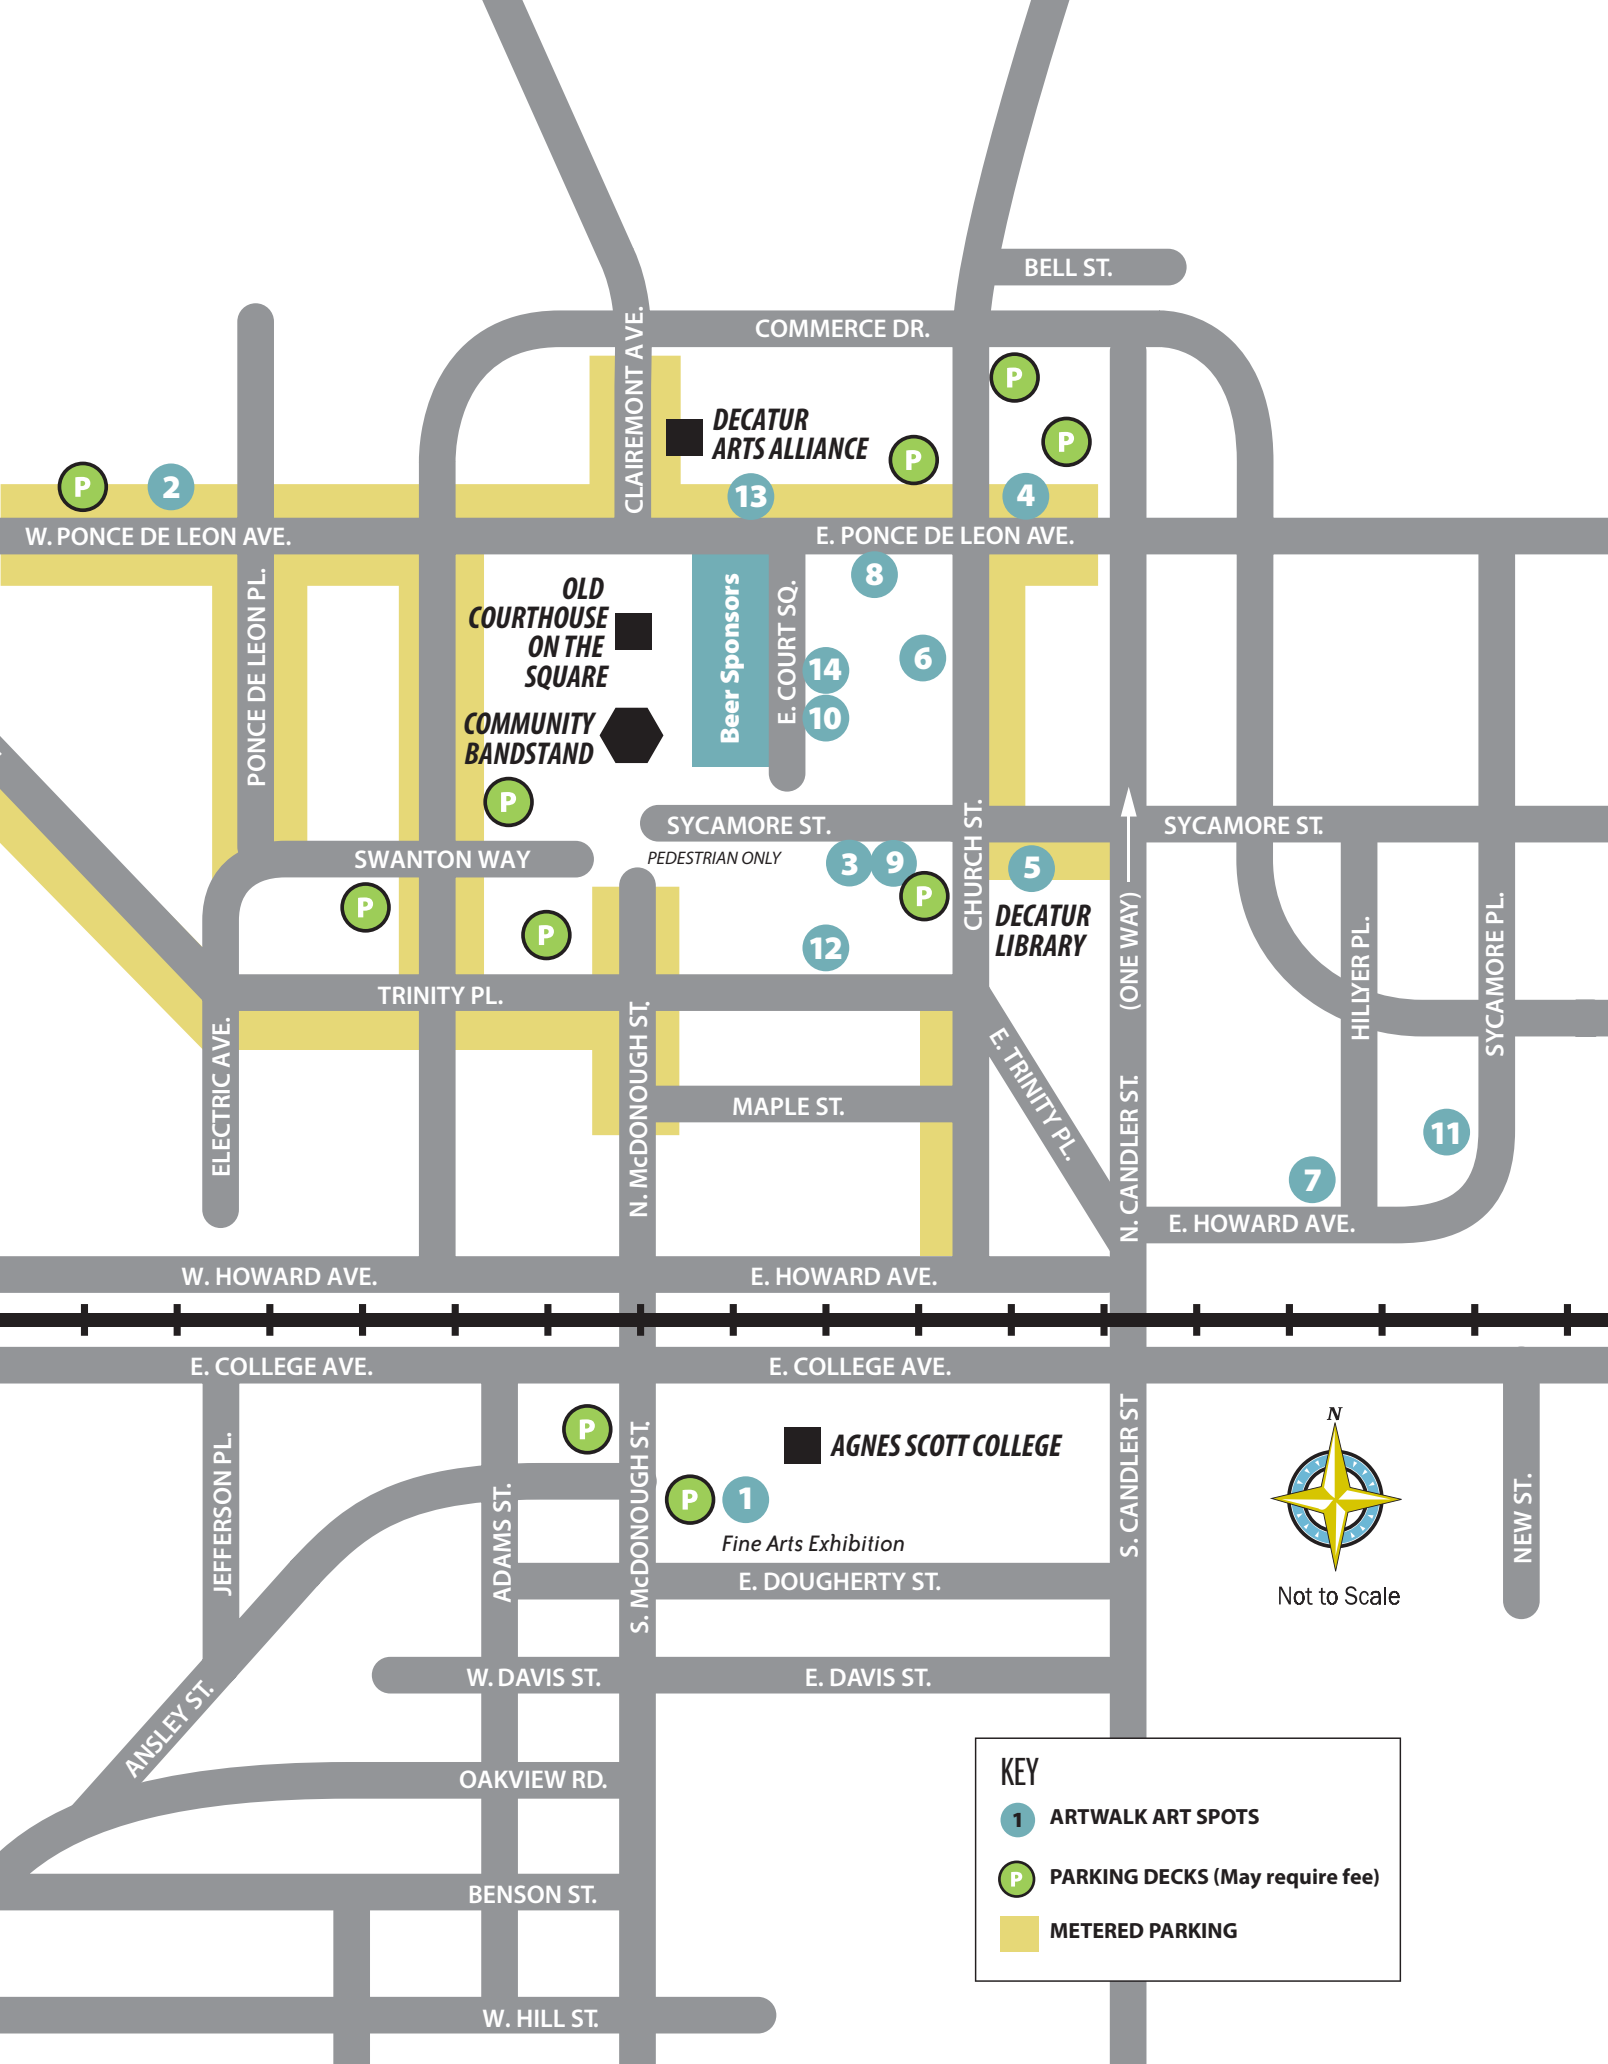 BELL ST.
COMMERCE DR.
CLAIREMONT AVE.
P
DECATUR
ARTS ALLIANCE
P
P
P
2
13
4
W. PONCE DE LEON AVE.
E. PONCE DE LEON AVE.
PONCE DE LEON PL.
OLD
COURTHOUSE
ON THE
SQUARE
Beer Sponsors
E. COURT SQ.
8
14
6
10
COMMUNITY
BANDSTAND
P
SYCAMORE ST.
SYCAMORE ST.
PEDESTRIAN ONLY
SWANTON WAY
3
9
5
P
CHURCH ST.
DECATUR
LIBRARY
P
P
12
(ONE WAY)
HILLYER PL.
SYCAMORE PL.
TRINITY PL.
ELECTRIC AVE.
N. McDONOUGH ST.
E. TRINITY PL.
MAPLE ST.
N. CANDLER ST.
11
7
E. HOWARD AVE.
W. HOWARD AVE.
E. HOWARD AVE.
E. COLLEGE AVE.
E. COLLEGE AVE.
JEFFERSON PL.
ADAMS ST.
P
S. McDONOUGH ST.
AGNES SCOTT COLLEGE
P
1
Fine Arts Exhibition
S. CANDLER ST
N
Not to Scale
NEW ST.
E. DOUGHERTY ST.
W. DAVIS ST.
E. DAVIS ST.
ANSLEY ST.
OAKVIEW RD.
BENSON ST.
W. HILL ST.
KEY
1 ARTWALK ART SPOTS
P PARKING DECKS (May require fee)
METERED PARKING